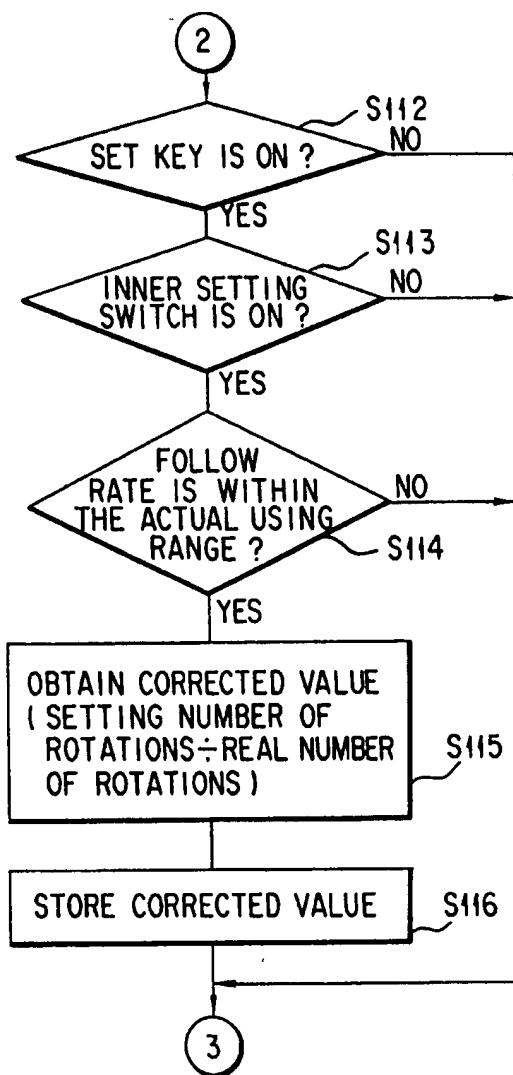 2
S112
SET KEY IS ON ?
NO
YES
S113
INNER SETTING
SWITCH IS ON ?
NO
YES
FOLLOW
RATE IS WITHIN
THE ACTUAL USING
RANGE ?
NO
S114
YES
OBTAIN CORRECTED VALUE
( SETTING NUMBER OF
ROTATIONS÷REAL NUMBER
OF ROTATIONS )
S115
STORE CORRECTED VALUE
S116
3